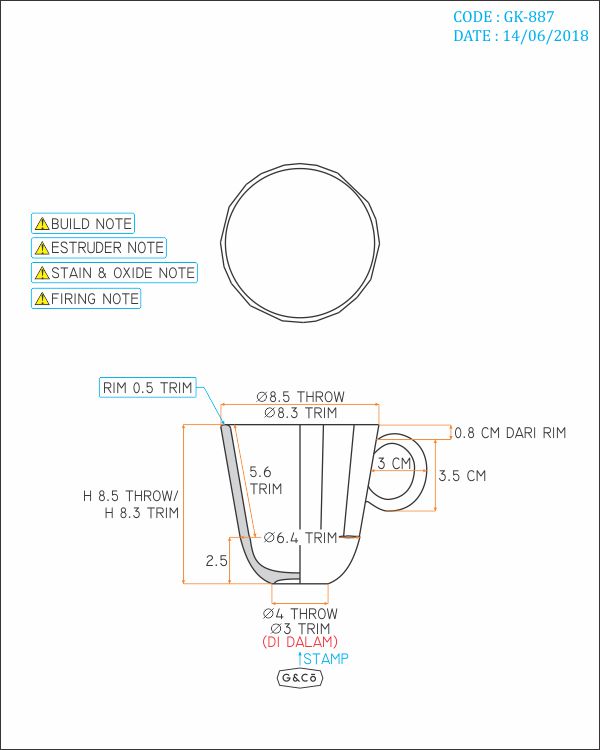 CODE : GK-887
DATE : 14/06/2018
BUILD NOTE
ESTRUDER NOTE
STAIN & OXIDE NOTE
FIRING NOTE
RIM 0.5 TRIM
Ø8.5 THROW
Ø8.3 TRIM
0.8 CM DARI RIM
3 CM
3.5 CM
5.6
TRIM
H 8.5 THROW/
H 8.3 TRIM
Ø6.4 TRIM
2.5
Ø4 THROW
Ø3 TRIM
(DI DALAM)
STAMP
G&Cō